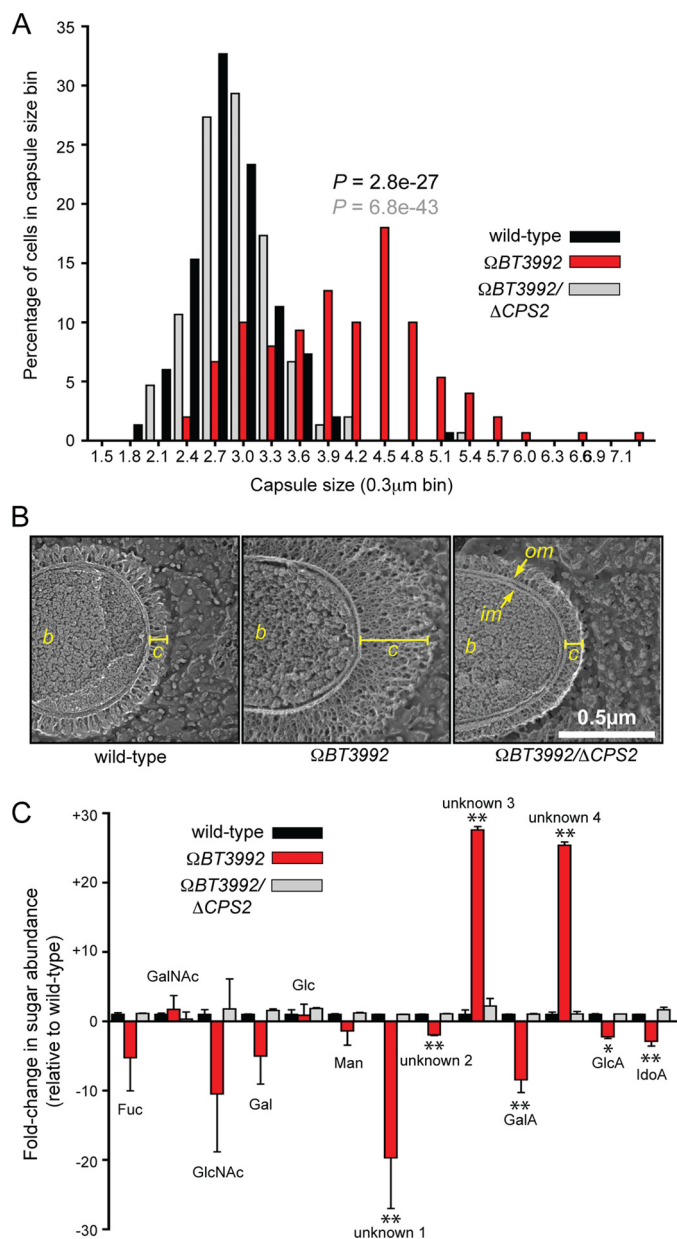 A
Percentage of cells in capsule size bin
35
30
25
20
15
10
5
0
P = 2.8e-27
P = 6.8e-43
wild-type
ΩBT3992
ΩBT3992/
ΔCPS2
1.5 1.8 2.1 2.4 2.7 3.0 3.3 3.6 3.9 4.2 4.5 4.8 5.1 5.4 5.7 6.0 6.3 6.6 6.9 7.1
Capsule size (0.3μm bin)
B
b
c
b
c
om
im
b
c
0.5μm
wild-type
ΩBT3992
ΩBT3992/ΔCPS2
C
Fold-change in sugar abundance
(relative to wild-type)
+30
+20
+10
0
-10
-20
-30
wild-type
ΩBT3992
ΩBT3992/
ΔCPS2
unknown 3
**
unknown 4
**
GalNAc
Glc
Fuc
GlcNAc
Gal
Man
**
unknown 1
**
unknown 2
**
GalA
*
GlcA
**
IdoA